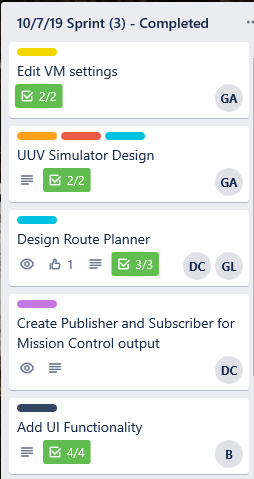 10/7/19 Sprint (3) - Completed
Edit VM settings
2/2
GA
UUV Simulator Design
2/2
GA
Design Route Planner
1
3/3
DC
GL
Create Publisher and Subscriber for
Mission Control output
DC
Add UI Functionality
4/4
B